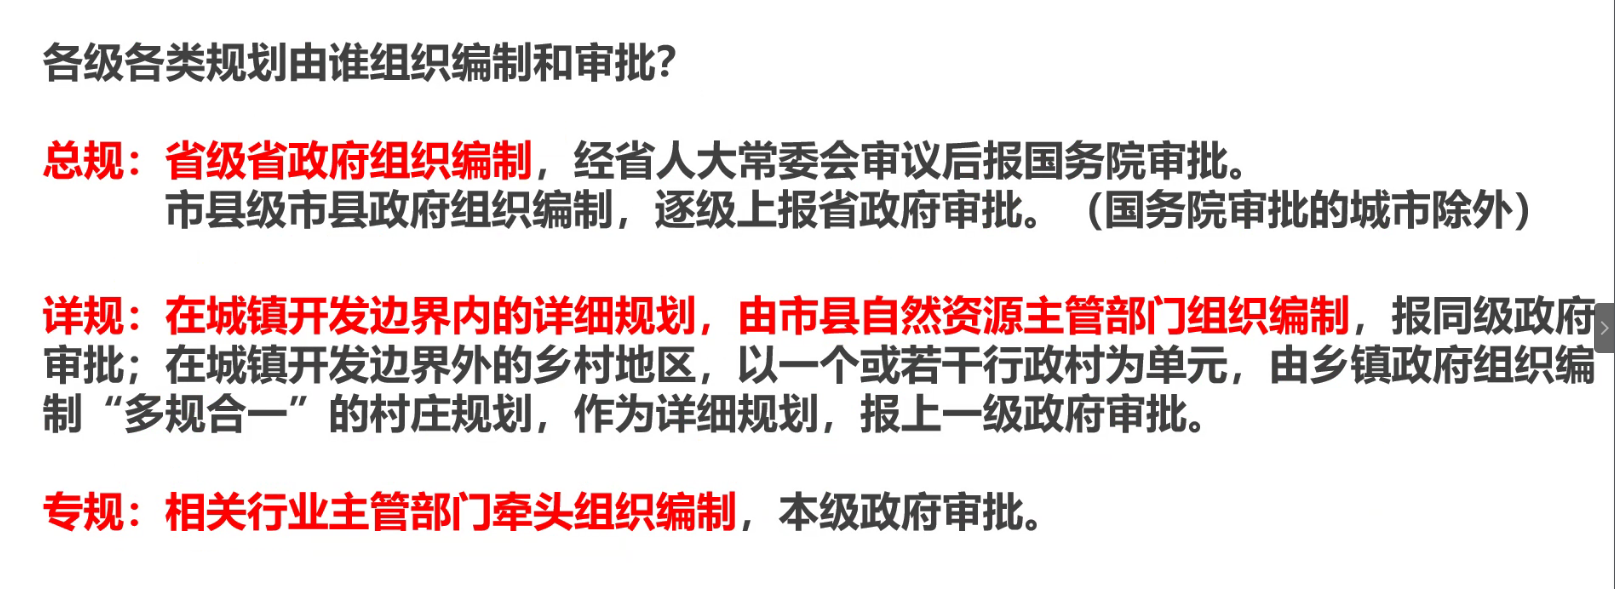 各级各类规划由谁组织编制和审批？
总规：省级省政府组织编制，经省人大常委会审议后报国务院审批。
市县级市县政府组织编制，逐级上报省政府审批。（国务院审批的城市除外）
详规：在城镇开发边界内的详细规划，由市县自然资源主管部门组织编制，报同级政府
审批；在城镇开发边界外的乡村地区，以一个或若干行政村为单元，由乡镇政府组织编
制“多规合一”的村庄规划，作为详细规划，报上一级政府审批。
专规：相关行业主管部门牵头组织编制，本级政府审批。